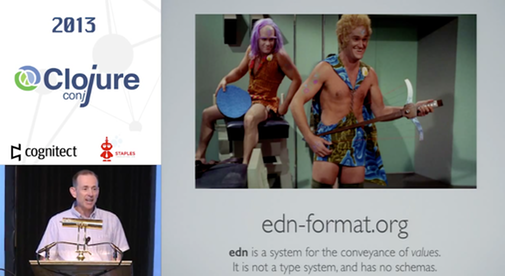 2013
Clojure
conj
cognitect
STAPLES
edn-format.org
edn is a system for the conveyance of values.
It is not a type system, and has no schemas.